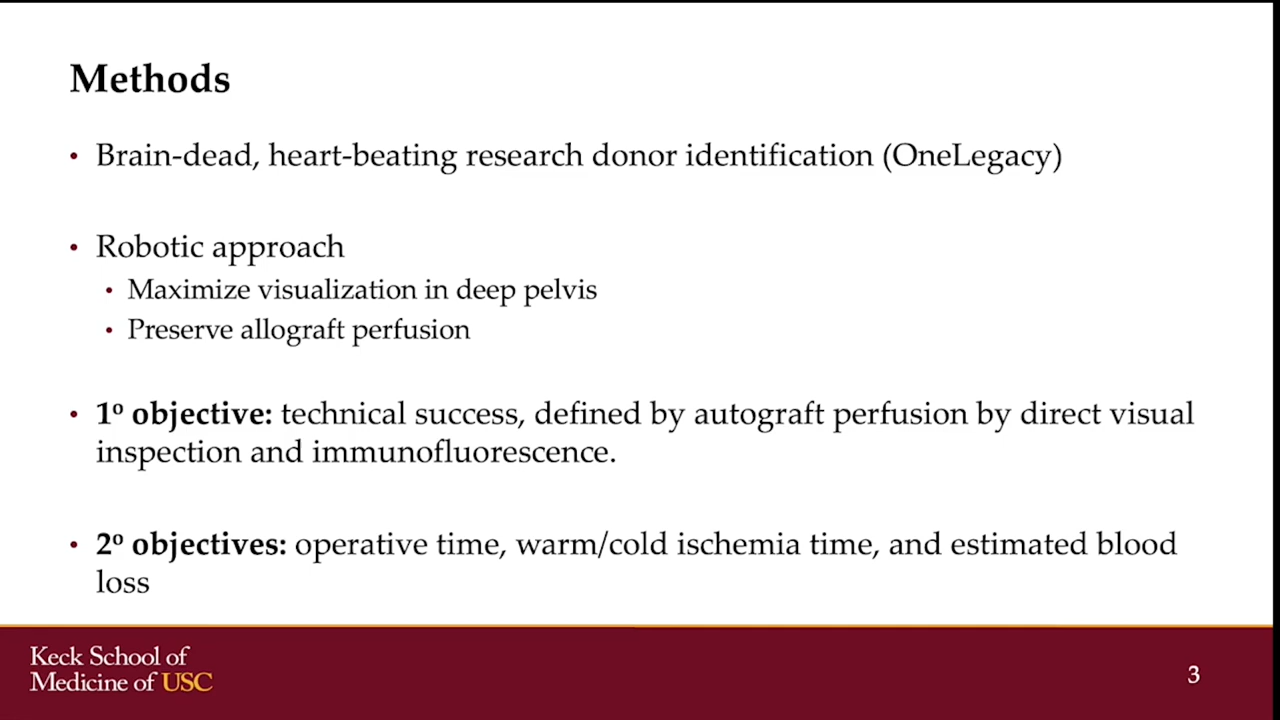 Methods
• Brain-dead, heart-beating research donor identification (OneLegacy)
• Robotic approach
• Maximize visualization in deep pelvis
• Preserve allograft perfusion
• 1º objective: technical success, defined by autograft perfusion by direct visual
inspection and immunofluorescence.
• 2º objectives: operative time, warm/cold ischemia time, and estimated blood
loss
Keck School of
Medicine of USC
3